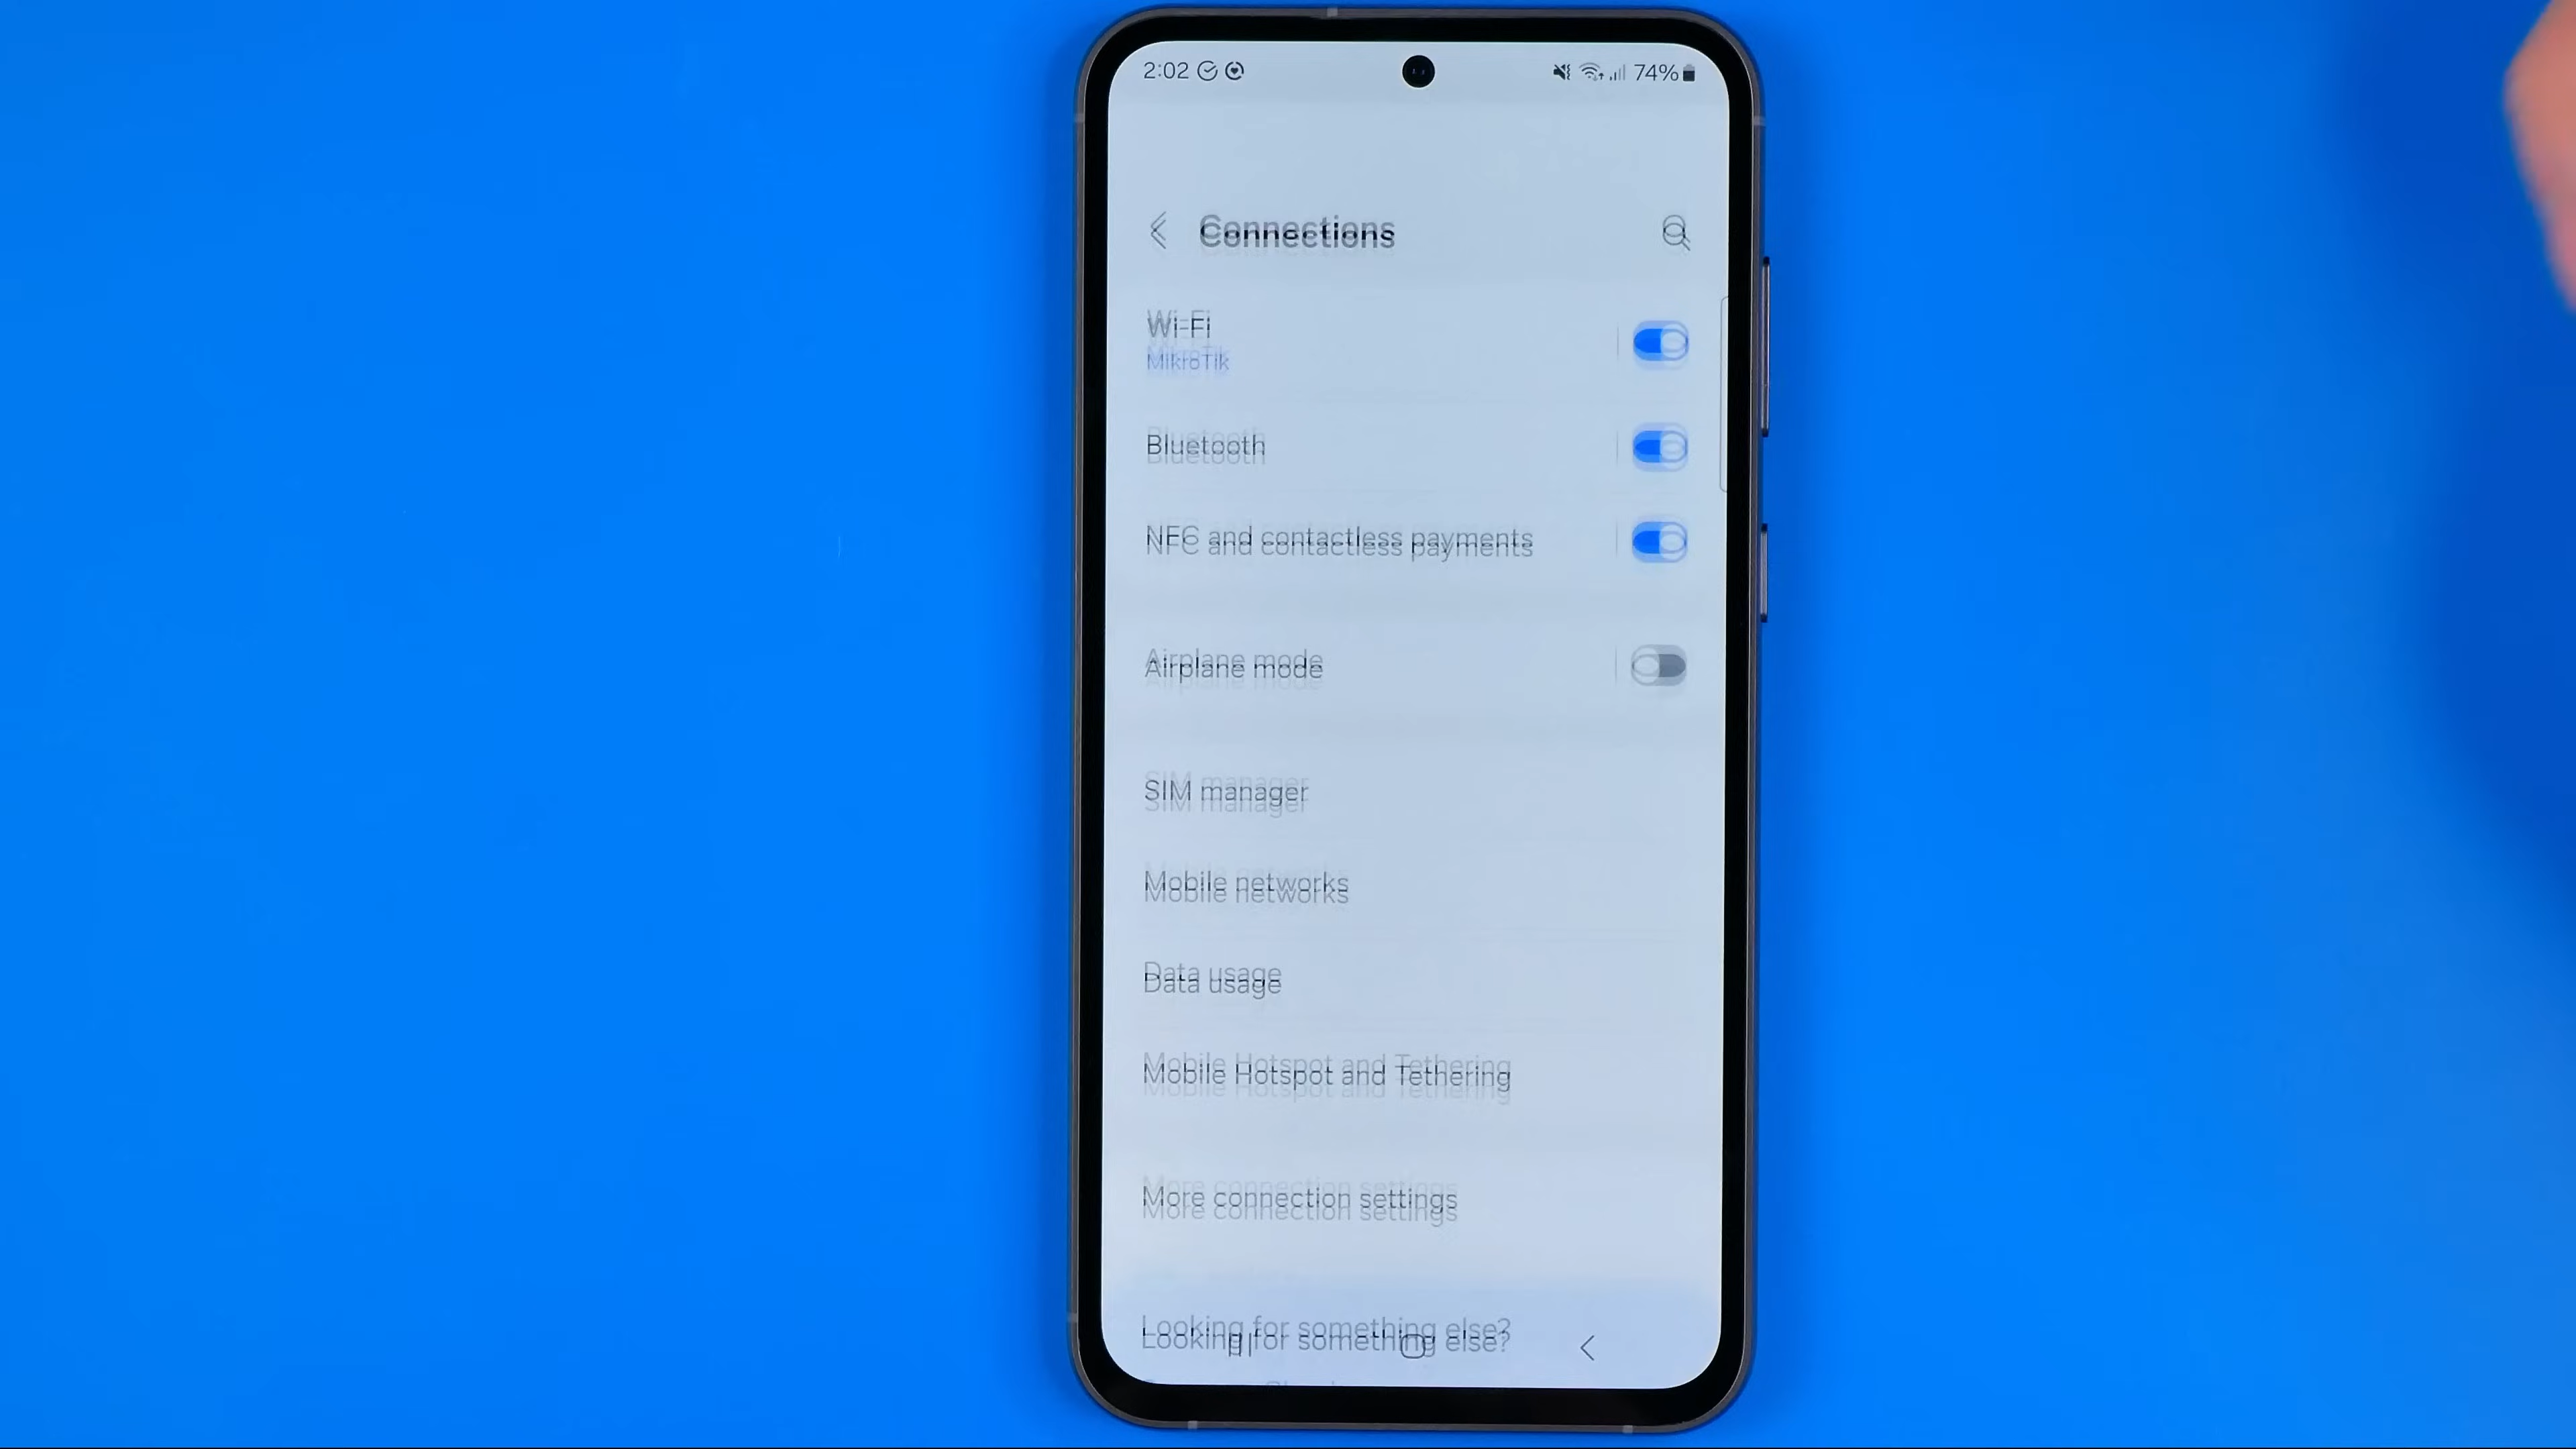 2:02
74%
Connections
Wi-Fi
MikroTik
Bluetooth
NFC and contactless payments
Airplane mode
SIM manager
Mobile networks
Data usage
Mobile Hotspot and Tethering
More connection settings
Looking for something else?